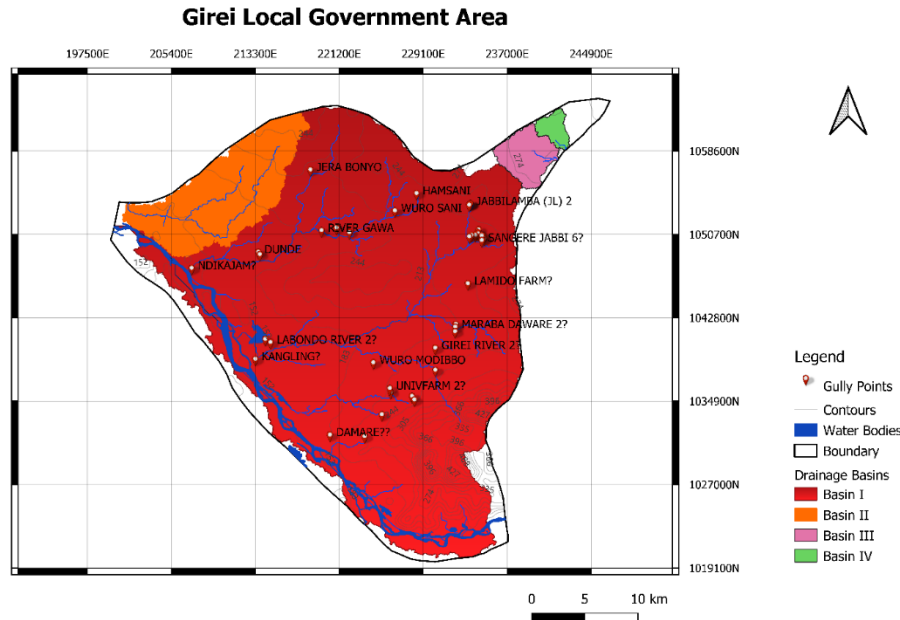 Girei Local Government Area
197500E 205400E 213300E 221200E 229100E 237000E 244900E
1058600N
1050700N
1042800N
1034900N
1027000N
1019100N
JERA BONYO
HAMSANI
JABBILAMBA (JL) 2
WURO SANI
RIVER GAWA
SANGERE JABBI 6?
DUNDE
NDIKAJAM?
LAMIDO FARM?
MARABA DAWARE 2?
LABONDO RIVER 2?
GIREI RIVER 2?
KANGLING?
WURO MODIBBO
UNIVFARM 2?
DAMARE??
274
152
Legend
Gully Points
Contours
Water Bodies
Boundary
Drainage Basins
Basin I
Basin II
Basin III
Basin IV
0 5 10 km